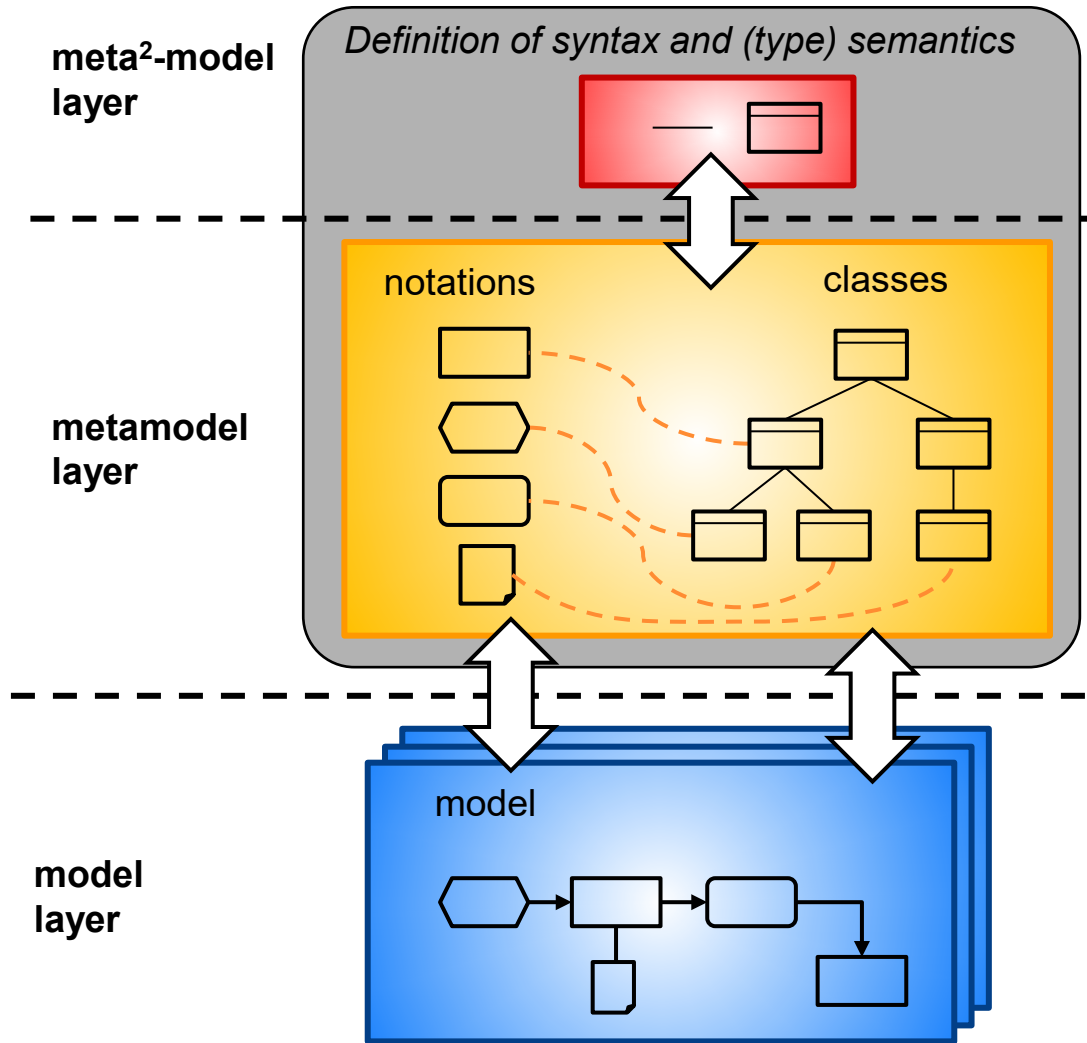 Definition of syntax and (type) semantics
meta²-model
layer
notations
classes
metamodel
layer
model
model
layer